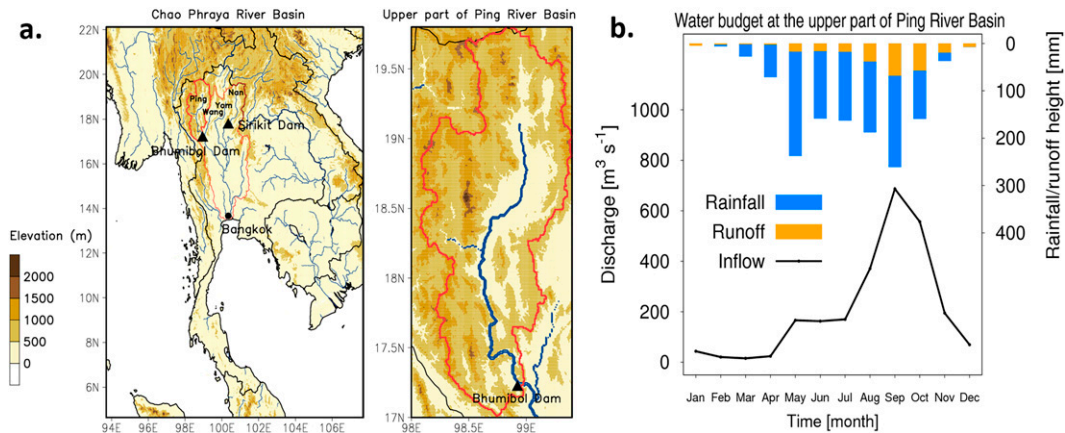 a.
Chao Phraya River Basin
22N
20N
18N
16N
14N
12N
10N
8N
6N
94E 96E 98E 100E 102E 104E 106E
Ping
Wang
Yom
Nan
Sirikit Dam
Bhumibol Dam
Bangkok
Elevation (m)
2000
1500
1000
500
0
Upper part of Ping River Basin
19.5N
19N
18.5N
18N
17.5N
17N
98E 98.5E 99E
Bhumibol Dam
b.
Water budget at the upper part of Ping River Basin
Discharge [m³ s⁻¹]
1000
800
600
400
200
0
Rainfall
Runoff
Inflow
0
100
200
300
400
Rainfall/runoff height [mm]
Jan Feb Mar Apr May Jun Jul Aug Sep Oct Nov Dec
Time [month]